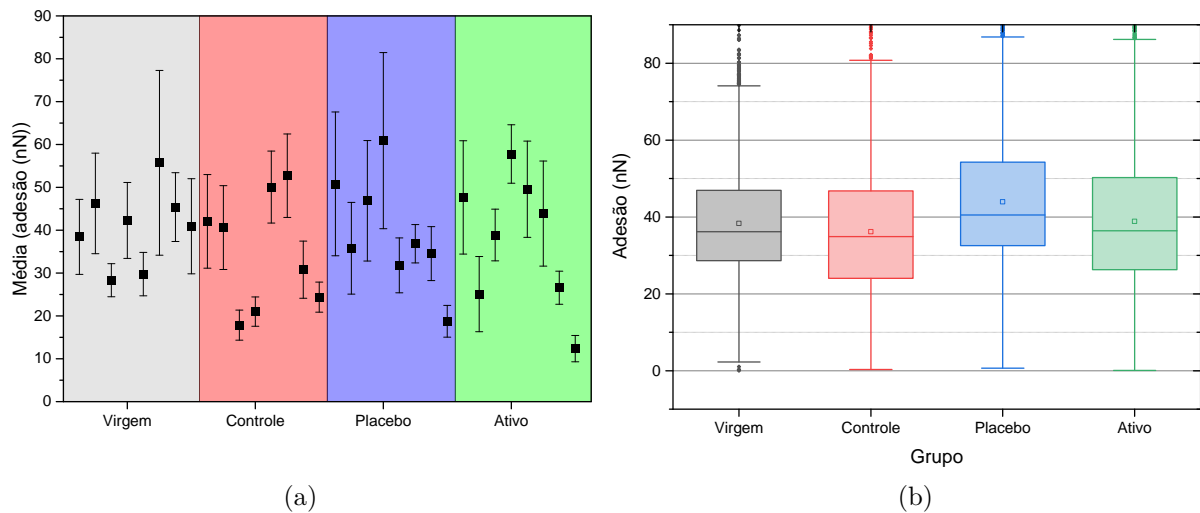 90
80
70
60
50
40
30
20
10
0
Média (adesão (nN))
Virgem Controle Placebo Ativo
(a)
80
60
40
20
0
Adesão (nN)
Virgem Controle Placebo Ativo
Grupo
(b)